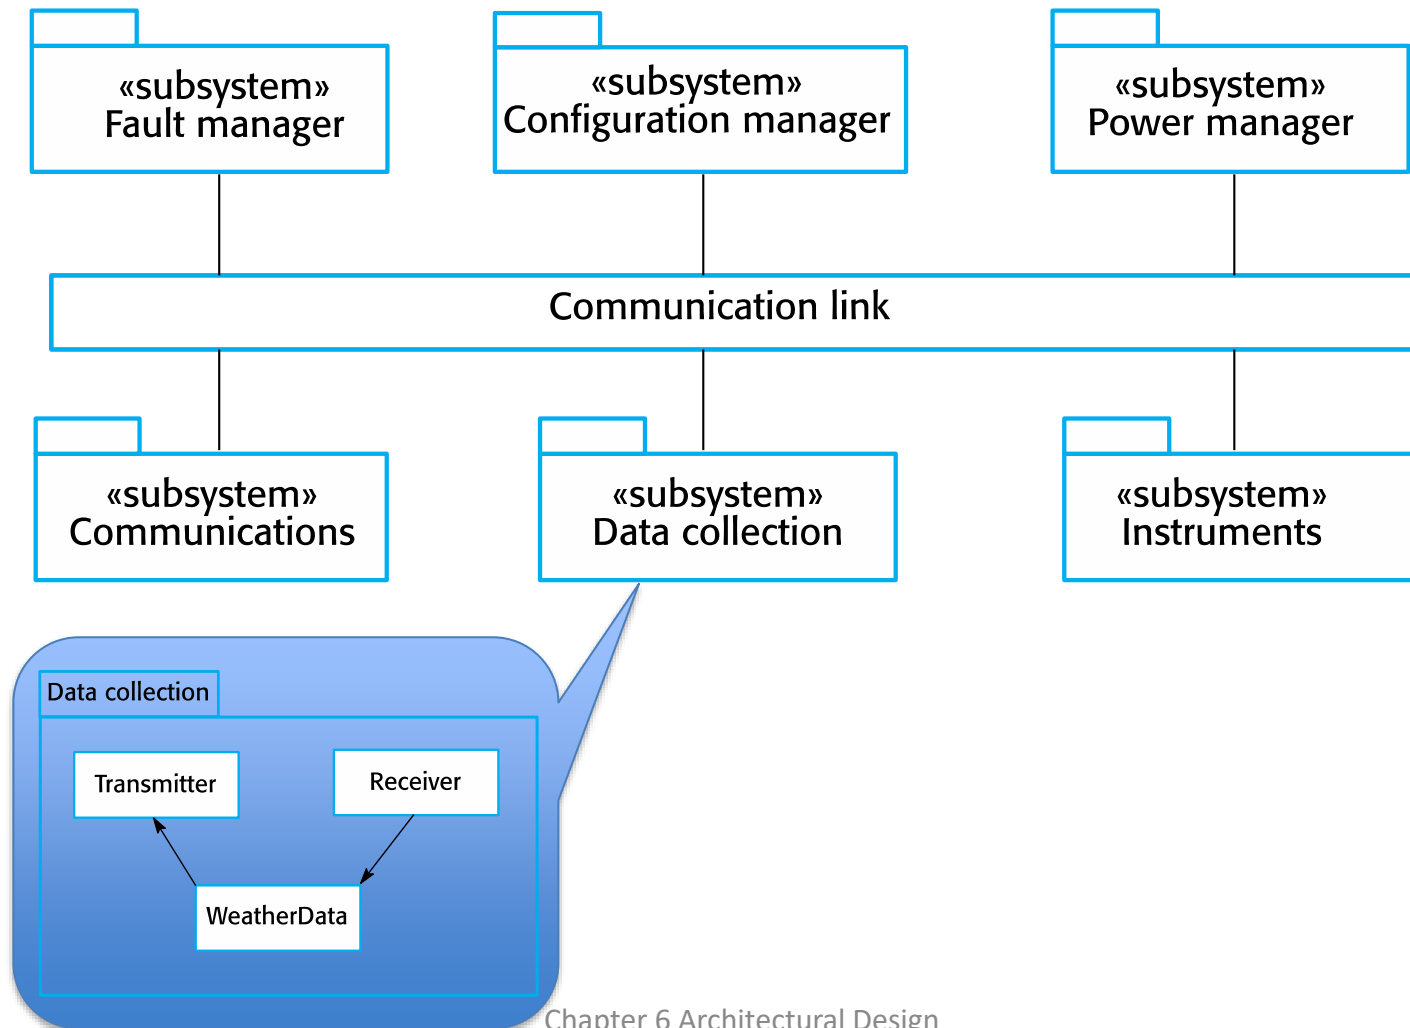 «subsystem»
Fault manager
«subsystem»
Configuration manager
«subsystem»
Power manager
Communication link
«subsystem»
Communications
«subsystem»
Data collection
«subsystem»
Instruments
Data collection
Transmitter
Receiver
WeatherData
Chapter 6 Architectural Design